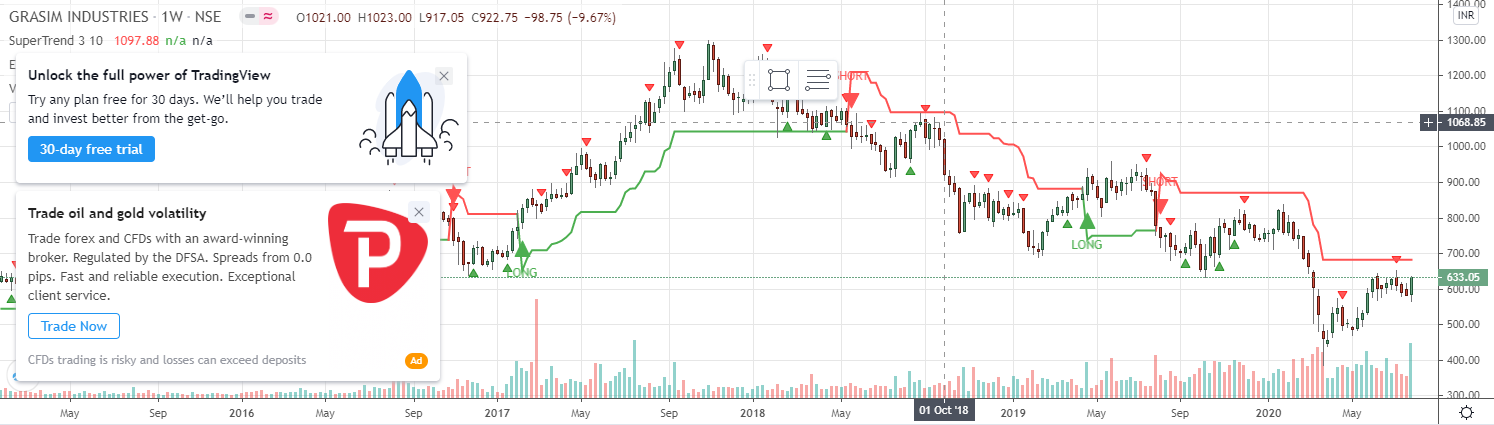 GRASIM INDUSTRIES · 1W · NSE
O1021.00 H1023.00 L917.05 C922.75 −98.75 (−9.67%)
SuperTrend 3 10 1097.88 n/a n/a
E
V
Unlock the full power of TradingView
Try any plan free for 30 days. We'll help you trade
and invest better from the get-go.
30-day free trial
Trade oil and gold volatility
Trade forex and CFDs with an award-winning
broker. Regulated by the DFSA. Spreads from 0.0
pips. Fast and reliable execution. Exceptional
client service.
P
Trade Now
CFDs trading is risky and losses can exceed deposits
Ad
LONG
SHORT
LONG
SHORT
1400.00
INR
1300.00
1200.00
1100.00
1068.85
1000.00
900.00
800.00
700.00
633.05
600.00
500.00
400.00
300.00
May Sep 2016 May Sep 2017 May Sep 2018 May 01 Oct '18 2019 May Sep 2020 May